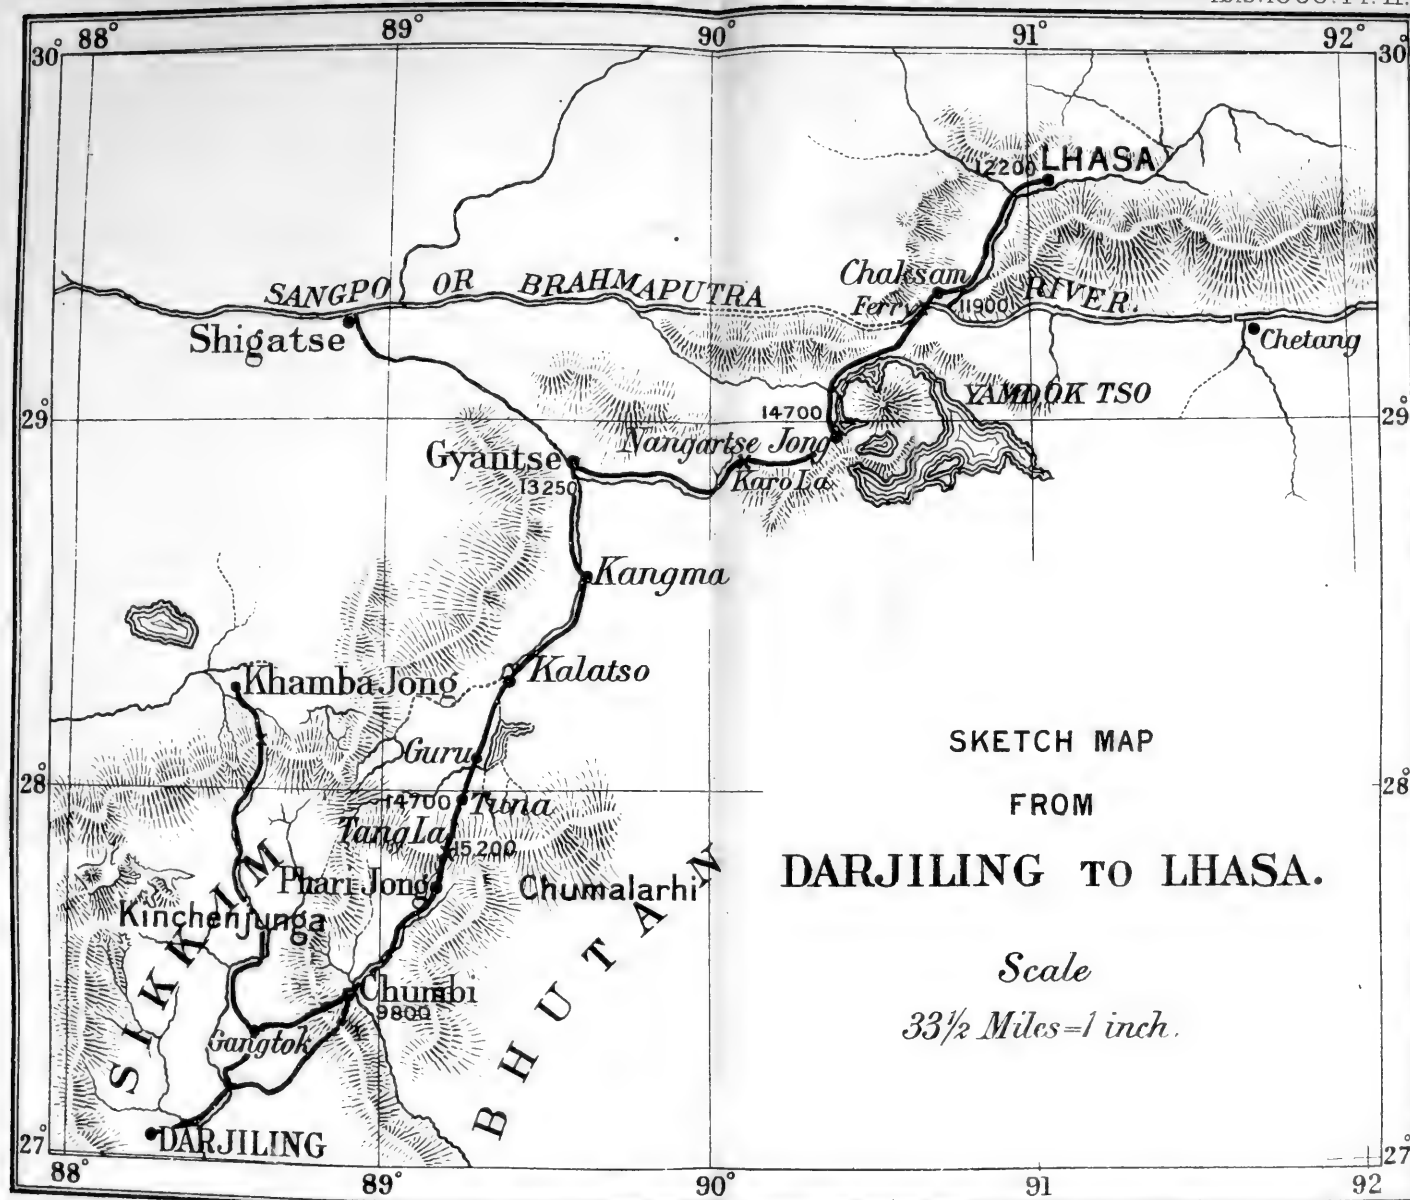 88° 89° 90° 91° 92°
30° 30°
12200 LHASA
Chaksam
Ferry
11900
SANGPO OR BRAHMAPUTRA RIVER.
Shigatse
Chetang
YAMDOK TSO
29° 29°
14700
Nangartse Jong
Gyantse
13250
Karo La
Kangma
Kalatso
Khamba Jong
Guru
28° 28°
14700 Tuna
Tang La
15200
Phari Jong
Chumalarhi
Kinchenjunga
SIKKIM
BHUTAN
Chumbi
9800
Gangtok
DARJILING
27° 27°
88° 89° 90° 91° 92°
SKETCH MAP
FROM
DARJILING TO LHASA.
Scale
33½ Miles=1 inch.